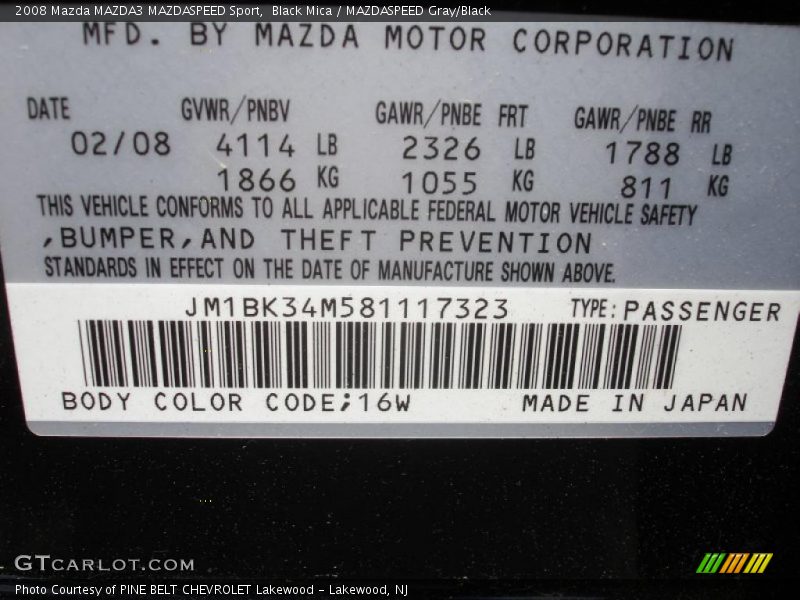 2008 Mazda MAZDA3 MAZDASPEED Sport, Black Mica / MAZDASPEED Gray/Black
MFD. BY MAZDA MOTOR CORPORATION
DATE GVWR/PNBV GAWR/PNBE FRT GAWR/PNBE RR
02/08 4114 LB 2326 LB 1788 LB
1866 KG 1055 KG 811 KG
THIS VEHICLE CONFORMS TO ALL APPLICABLE FEDERAL MOTOR VEHICLE SAFETY
,BUMPER,AND THEFT PREVENTION
STANDARDS IN EFFECT ON THE DATE OF MANUFACTURE SHOWN ABOVE.
JM1BK34M581117323 TYPE:PASSENGER
BODY COLOR CODE;16W MADE IN JAPAN
GTCARLOT.COM
Photo Courtesy of PINE BELT CHEVROLET Lakewood - Lakewood, NJ